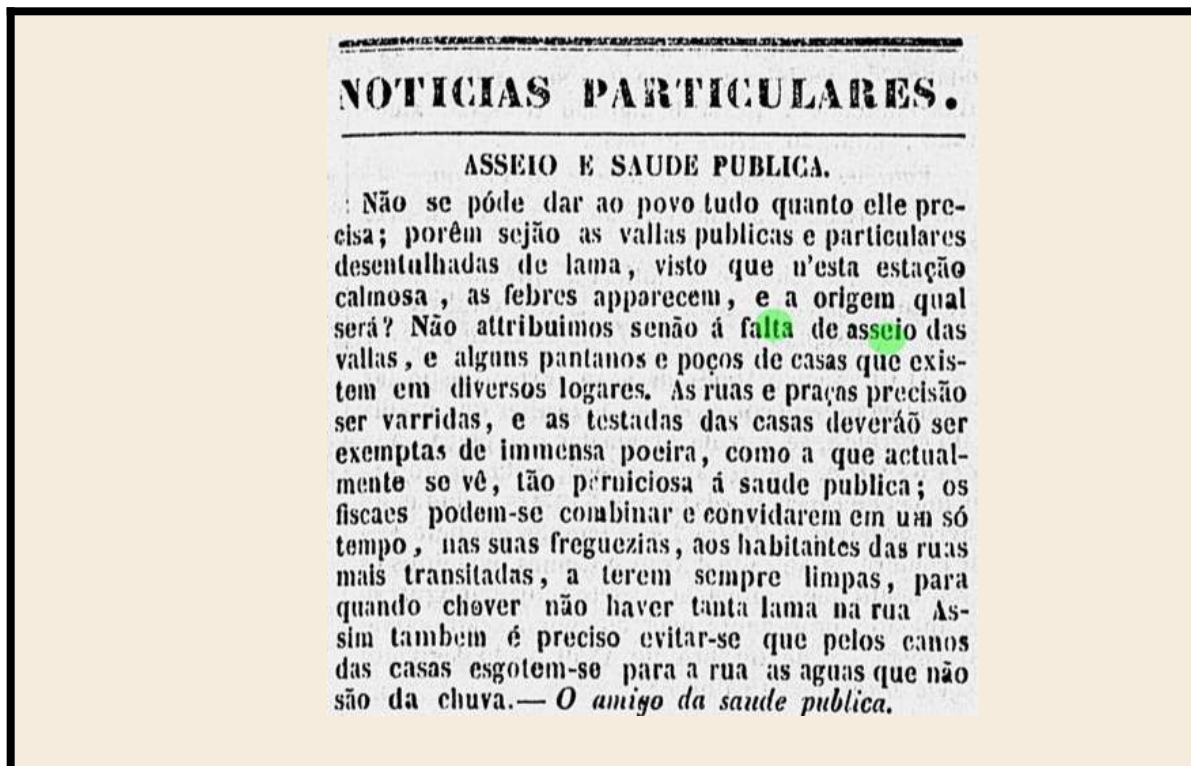 NOTICIAS PARTICULARES.
ASSEIO E SAUDE PUBLICA.
Não se póde dar ao povo tudo quanto elle pre-
cisa; porêm sejão as vallas publicas e particulares
desentulhadas de lama, visto que n'esta estação
calmosa, as febres apparecem, e a origem qual
será? Não attribuimos senão á falta de asseio das
vallas, e alguns pantanos e poços de casas que exis-
tem em diversos logares. As ruas e praças precisão
ser varridas, e as testadas das casas deveráõ ser
exemptas de immensa poeira, como a que actual-
mente se vê, tão perniciosa á saude publica; os
fiscaes podem-se combinar e convidarem em um só
tempo, nas suas freguezias, aos habitantes das ruas
mais transitadas, a terem sempre limpas, para
quando chover não haver tanta lama na rua As-
sim tambem é preciso evitar-se que pelos canos
das casas esgotem-se para a rua as aguas que não
são da chuva.— O amigo da saude publica.